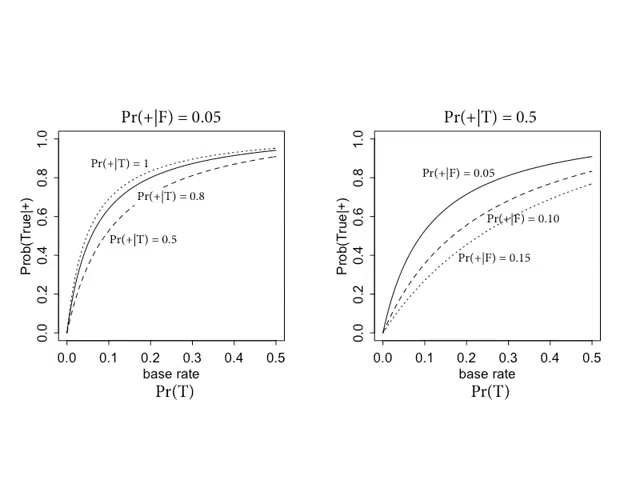 Pr(+|F) = 0.05
Prob(True|+)
0.0 0.2 0.4 0.6 0.8 1.0
Pr(+|T) = 1
Pr(+|T) = 0.8
Pr(+|T) = 0.5
0.0 0.1 0.2 0.3 0.4 0.5
base rate
Pr(T)
Pr(+|T) = 0.5
Prob(True|+)
0.0 0.2 0.4 0.6 0.8 1.0
Pr(+|F) = 0.05
Pr(+|F) = 0.10
Pr(+|F) = 0.15
0.0 0.1 0.2 0.3 0.4 0.5
base rate
Pr(T)